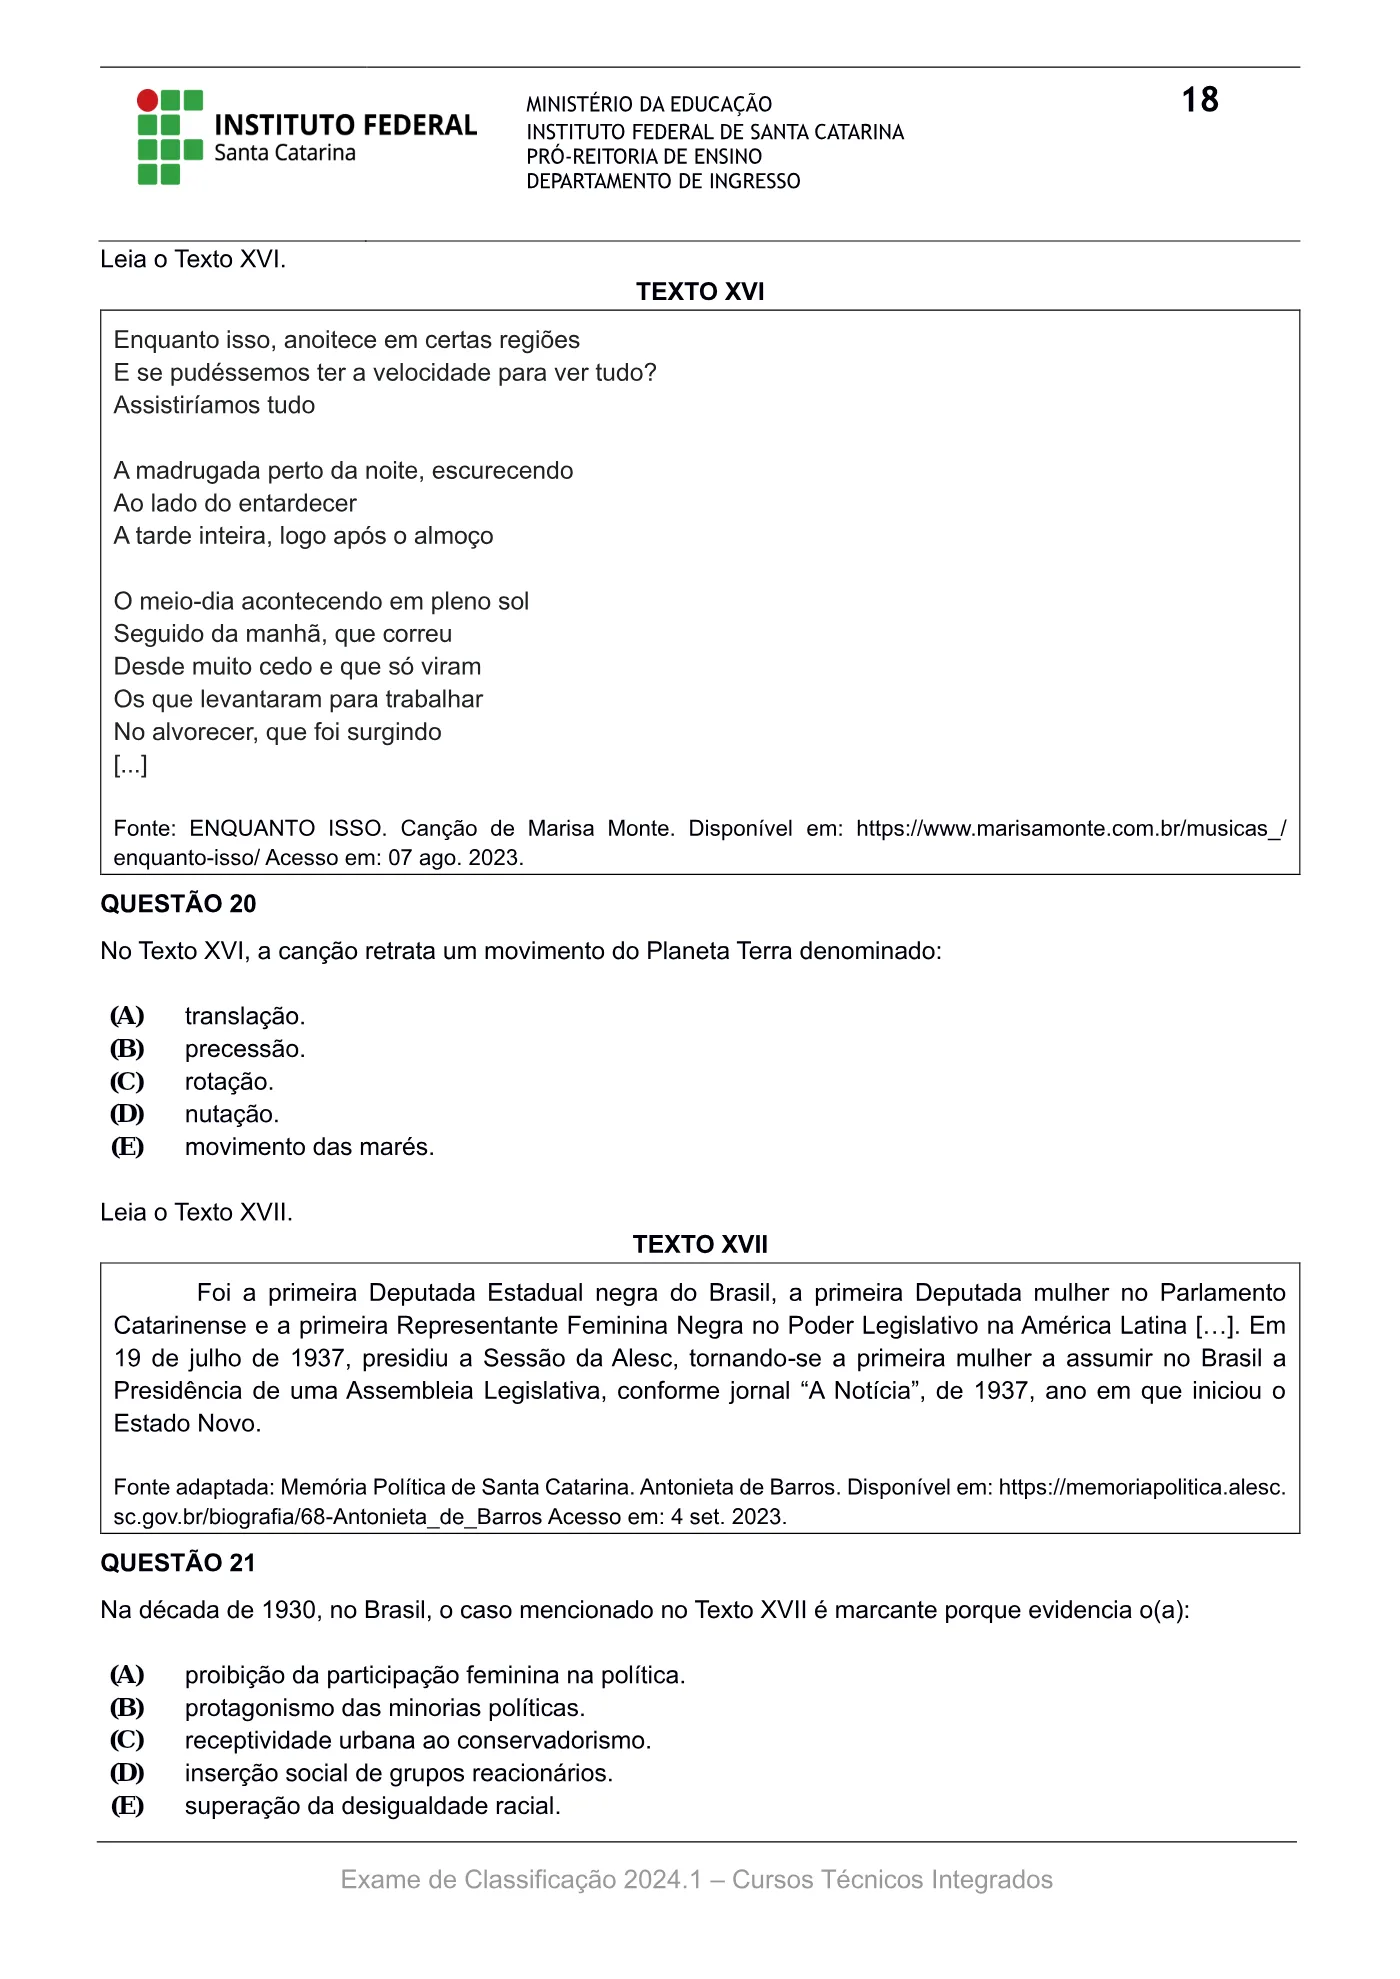 INSTITUTO FEDERAL
Santa Catarina
MINISTÉRIO DA EDUCAÇÃO
INSTITUTO FEDERAL DE SANTA CATARINA
PRÓ-REITORIA DE ENSINO
DEPARTAMENTO DE INGRESSO
18
Leia o Texto XVI.
TEXTO XVI
Enquanto isso, anoitece em certas regiões
E se pudéssemos ter a velocidade para ver tudo?
Assistiríamos tudo
A madrugada perto da noite, escurecendo
Ao lado do entardecer
A tarde inteira, logo após o almoço
O meio-dia acontecendo em pleno sol
Seguido da manhã, que correu
Desde muito cedo e que só viram
Os que levantaram para trabalhar
No alvorecer, que foi surgindo
[...]
Fonte: ENQUANTO ISSO. Canção de Marisa Monte. Disponível em: https://www.marisamonte.com.br/musicas_/
enquanto-isso/ Acesso em: 07 ago. 2023.
QUESTÃO 20
No Texto XVI, a canção retrata um movimento do Planeta Terra denominado:
(A) translação.
(B) precessão.
(C) rotação.
(D) nutação.
(E) movimento das marés.
Leia o Texto XVII.
TEXTO XVII
Foi a primeira Deputada Estadual negra do Brasil, a primeira Deputada mulher no Parlamento
Catarinense e a primeira Representante Feminina Negra no Poder Legislativo na América Latina […]. Em
19 de julho de 1937, presidiu a Sessão da Alesc, tornando-se a primeira mulher a assumir no Brasil a
Presidência de uma Assembleia Legislativa, conforme jornal “A Notícia”, de 1937, ano em que iniciou o
Estado Novo.
Fonte adaptada: Memória Política de Santa Catarina. Antonieta de Barros. Disponível em: https://memoriapolitica.alesc.
sc.gov.br/biografia/68-Antonieta_de_Barros Acesso em: 4 set. 2023.
QUESTÃO 21
Na década de 1930, no Brasil, o caso mencionado no Texto XVII é marcante porque evidencia o(a):
(A) proibição da participação feminina na política.
(B) protagonismo das minorias políticas.
(C) receptividade urbana ao conservadorismo.
(D) inserção social de grupos reacionários.
(E) superação da desigualdade racial.
Exame de Classificação 2024.1 – Cursos Técnicos Integrados